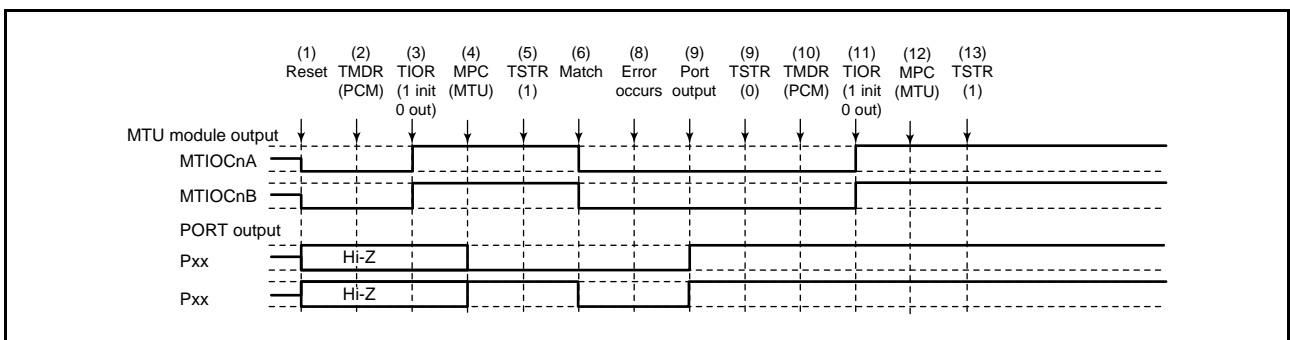 (1) (2) (3) (4) (5) (6) (8) (9) (9) (10) (11) (12) (13)
Reset TMDR TIOR MPC TSTR Match Error Port TSTR TMDR TIOR MPC TSTR
(PCM) (1 init (MTU) (1) occurs output (0) (PCM) (1 init (MTU) (1)
0 out) 0 out)
MTU module output
MTIOCnA
MTIOCnB
PORT output
Pxx Hi-Z
Pxx Hi-Z